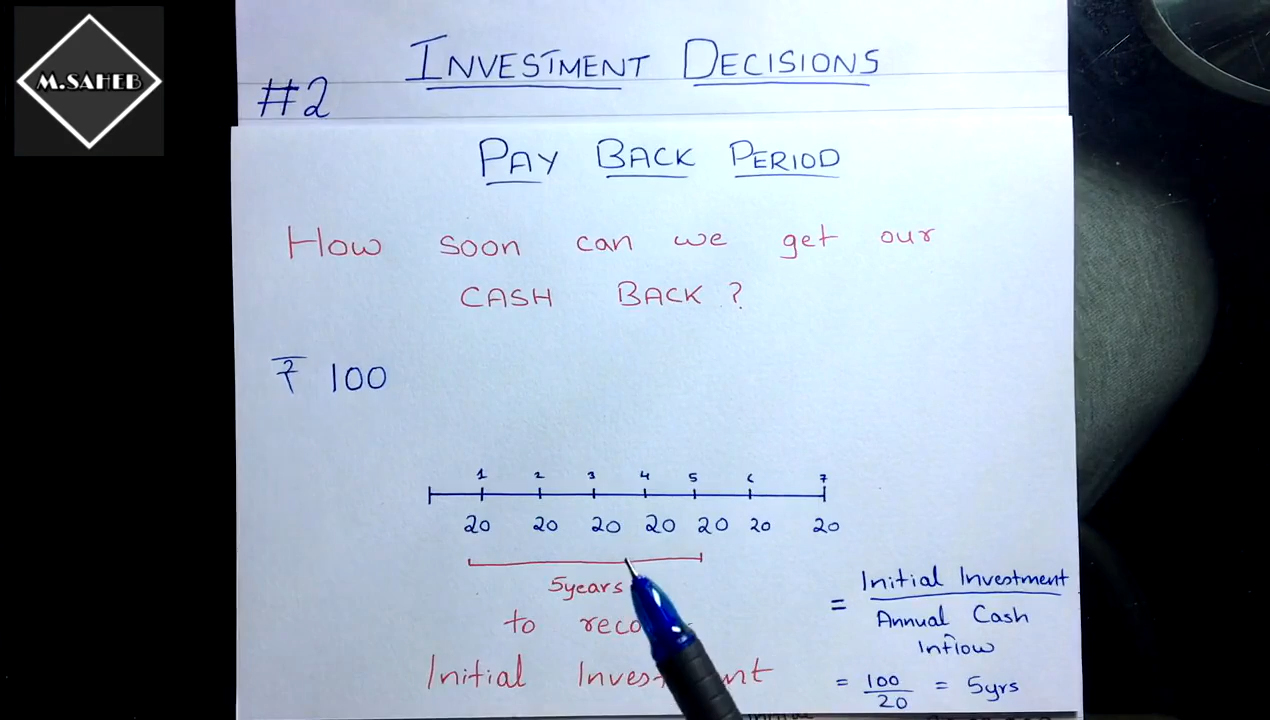 M.SAHEB
INVESTMENT DECISIONS
#2
PAY BACK PERIOD
How soon can we get our
CASH BACK ?
₹ 100
1 2 3 4 5 6 7
20 20 20 20 20 20 20
5years
to
Initial
= Initial Investment
Annual Cash
Inflow
= 100
20
= 5yrs